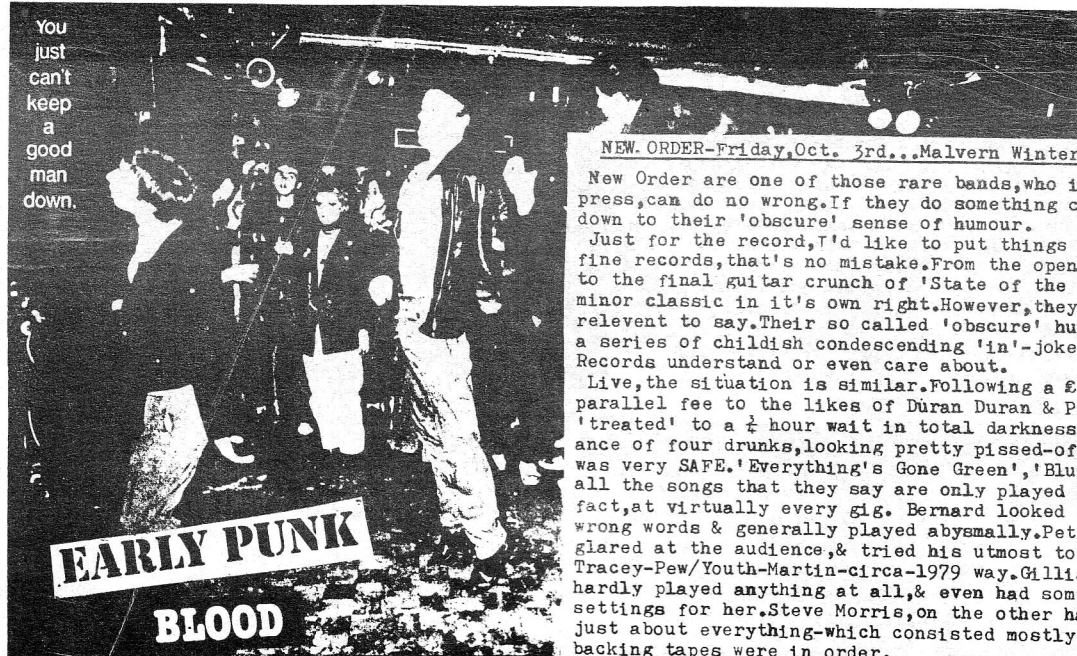 You
just
can't
keep
a
good
man
down.
EARLY PUNK
BLOOD
NEW. ORDER-Friday,Oct. 3rd...Malvern Winter
New Order are one of those rare bands,who i
press,can do no wrong.If they do something c
down to their 'obscure' sense of humour.
Just for the record,I'd like to put things
fine records,that's no mistake.From the open
to the final guitar crunch of 'State of the
minor classic in it's own right.However,they
relevent to say.Their so called 'obscure' hu
a series of childish condescending 'in'-joke
Records understand or even care about.
Live,the situation is similar.Following a £
parallel fee to the likes of Duran Duran & P
'treated' to a ½ hour wait in total darkness
ance of four drunks,looking pretty pissed-of
was very SAFE.'Everything's Gone Green','Blu
all the songs that they say are only played
fact,at virtually every gig. Bernard looked
wrong words & generally played abysmally.Pet
glared at the audience,& tried his utmost to
Tracey-Pew/Youth-Martin-circa-1979 way.Gilli
hardly played anything at all,& even had som
settings for her.Steve Morris,on the other ha
just about everything-which consisted mostly
backing tapes were in order.